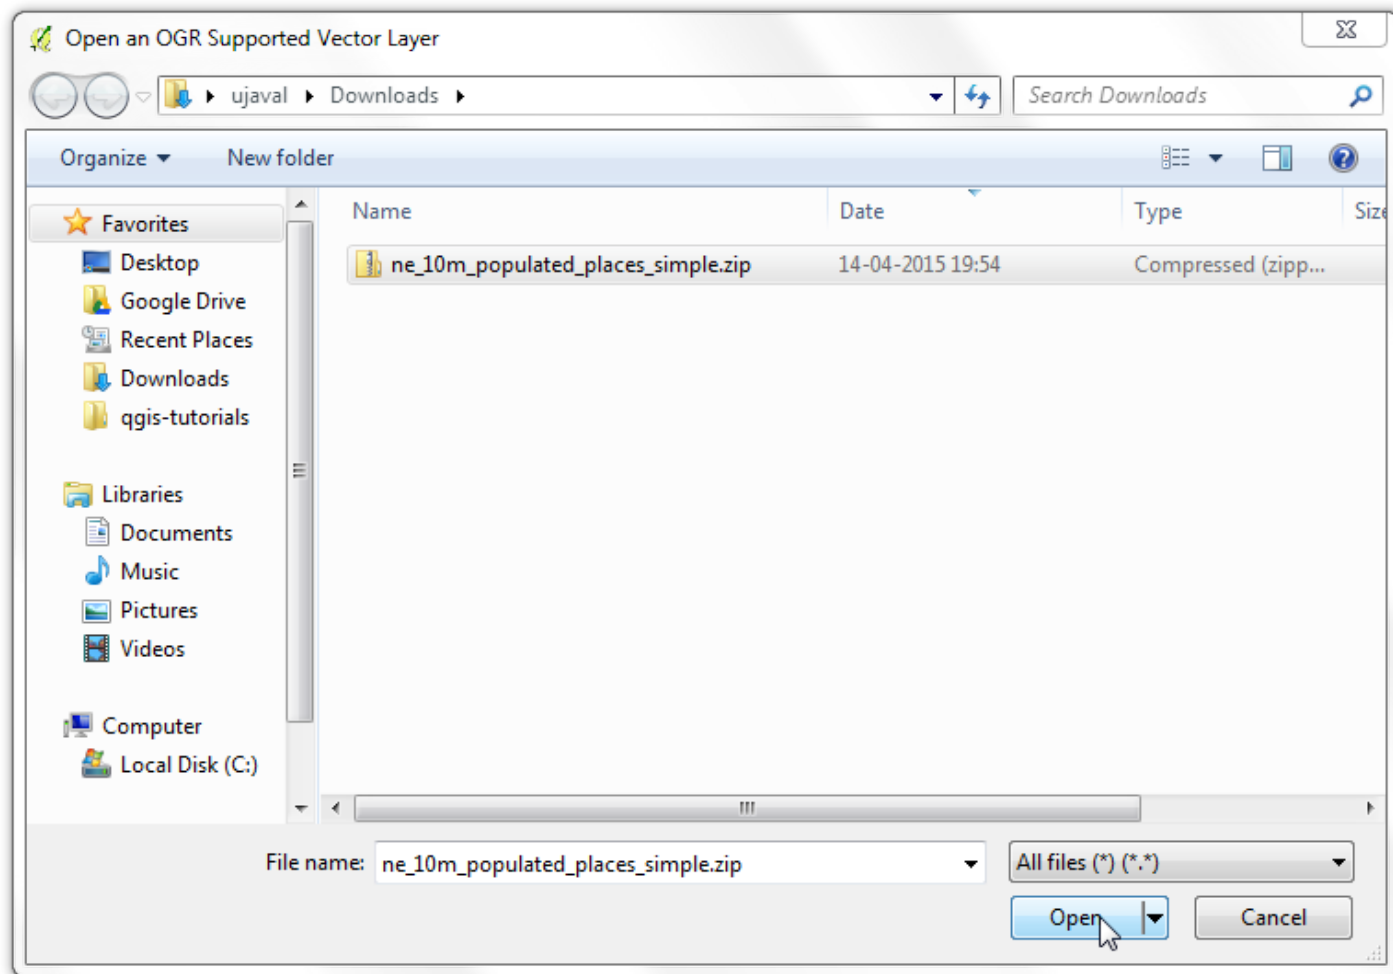 Open an OGR Supported Vector Layer
ujaval Downloads
Search Downloads
Organize New folder
Name Date Type Size
Favorites
ne_10m_populated_places_simple.zip 14-04-2015 19:54 Compressed (zipp...
Desktop
Google Drive
Recent Places
Downloads
qgis-tutorials
Libraries
Documents
Music
Pictures
Videos
Computer
Local Disk (C:)
File name: ne_10m_populated_places_simple.zip All files (*) (*.*)
Open Cancel